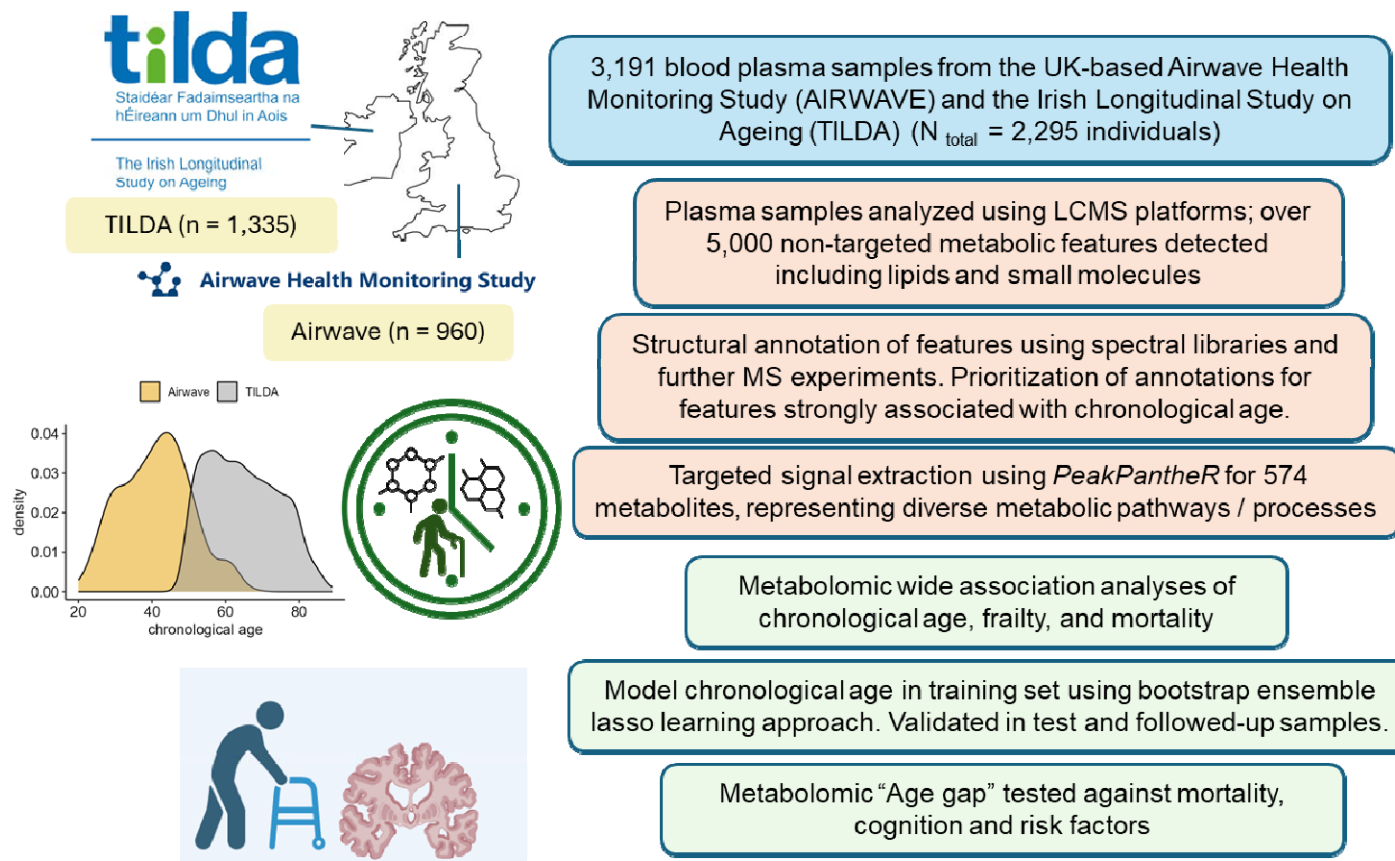 tilda
Staidéar Fadaimseartha na
hÉireann um Dhul in Aois
The Irish Longitudinal
Study on Ageing
TILDA (n = 1,335)
Airwave Health Monitoring Study
Airwave (n = 960)
Airwave TILDA
density
0.04
0.03
0.02
0.01
0.00
20 40 60 80
chronological age
3,191 blood plasma samples from the UK-based Airwave Health
Monitoring Study (AIRWAVE) and the Irish Longitudinal Study on
Ageing (TILDA) (N total = 2,295 individuals)
Plasma samples analyzed using LCMS platforms; over
5,000 non-targeted metabolic features detected
including lipids and small molecules
Structural annotation of features using spectral libraries and
further MS experiments. Prioritization of annotations for
features strongly associated with chronological age.
Targeted signal extraction using PeakPantheR for 574
metabolites, representing diverse metabolic pathways / processes
Metabolomic wide association analyses of
chronological age, frailty, and mortality
Model chronological age in training set using bootstrap ensemble
lasso learning approach. Validated in test and followed-up samples.
Metabolomic “Age gap” tested against mortality,
cognition and risk factors